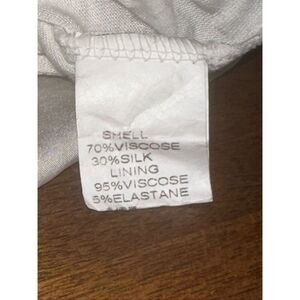 SHELL
70%VISCOSE
30%SILK
LINING
95%VISCOSE
5%ELASTANE